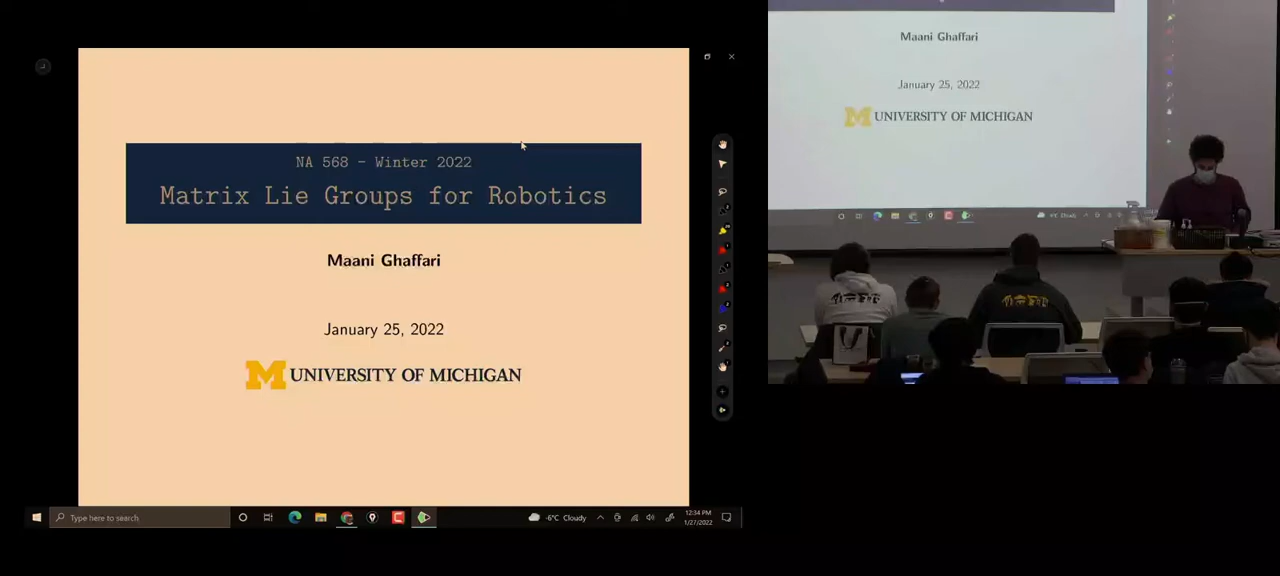 NA 568 - Winter 2022
Matrix Lie Groups for Robotics
Maani Ghaffari
January 25, 2022
M UNIVERSITY OF MICHIGAN
Type here to search
-6°C Cloudy
12:34 PM
1/27/2022
Maani Ghaffari
January 25, 2022
M UNIVERSITY OF MICHIGAN